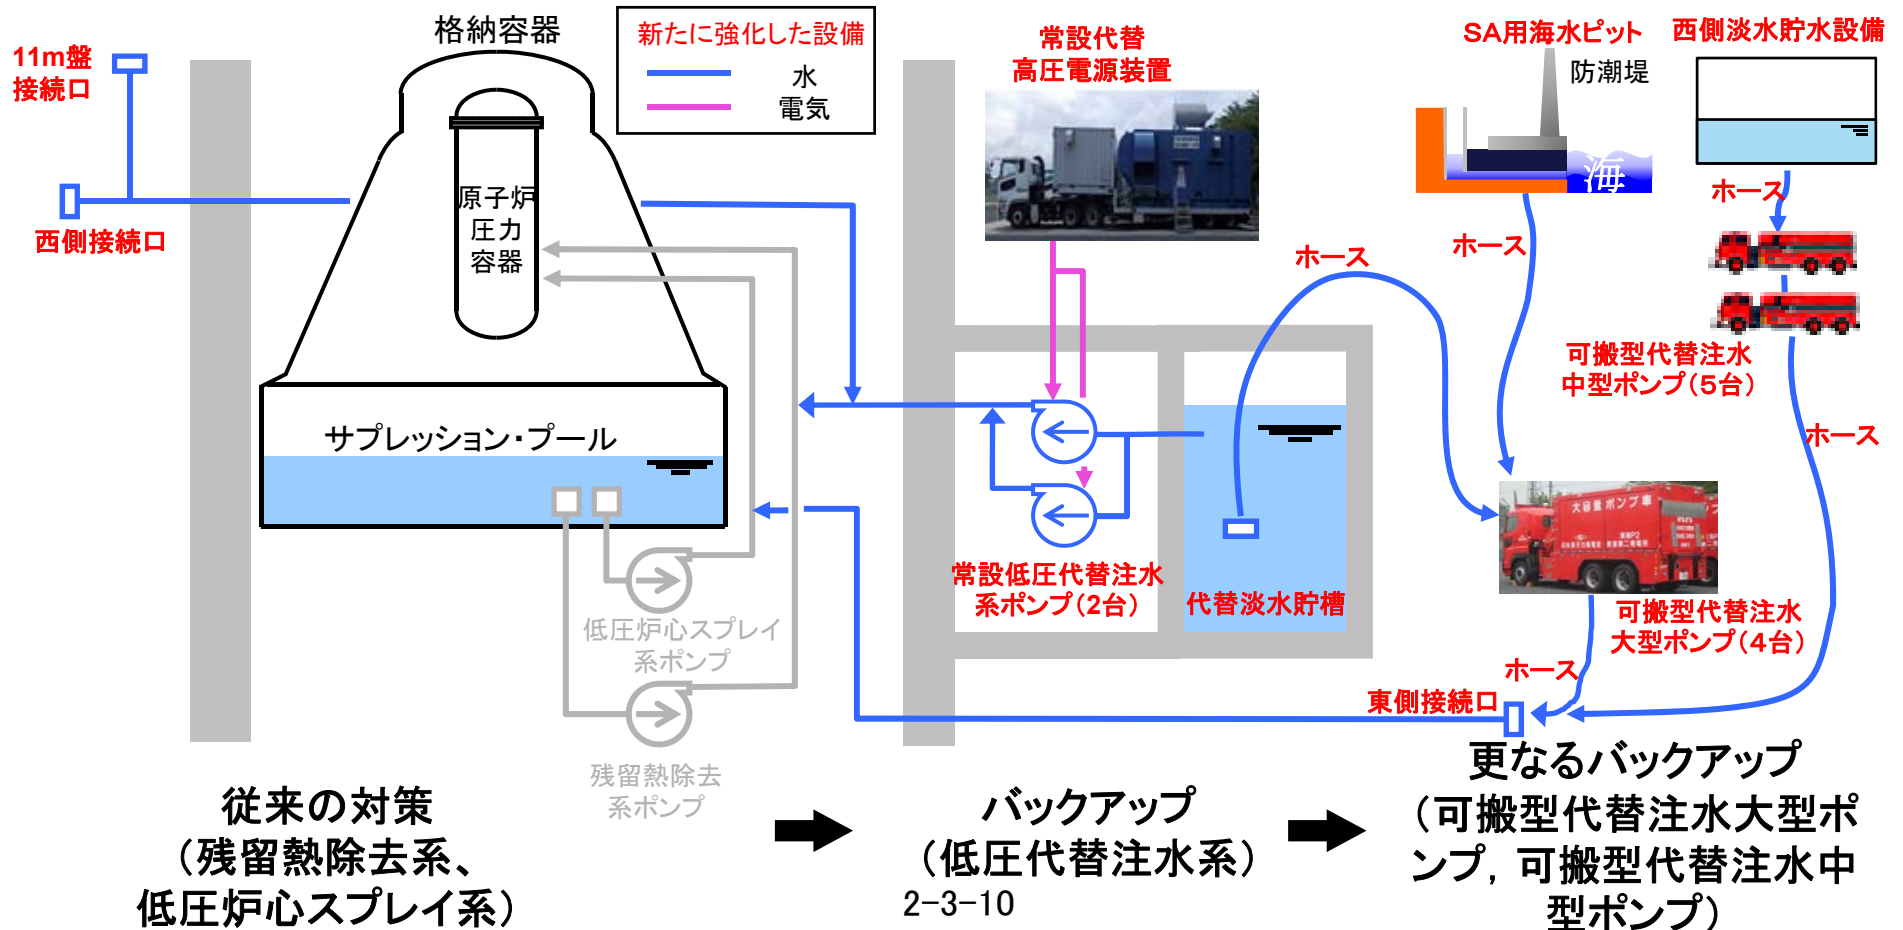 格納容器
新たに強化した設備
水
電気
11m盤
接続口
西側接続口
原子炉
圧力
容器
サプレッション・プール
低圧炉心スプレイ
系ポンプ
残留熱除去
系ポンプ
常設代替
高圧電源装置
常設低圧代替注水
系ポンプ(2台)
代替淡水貯槽
ホース
SA用海水ピット
防潮堤
海
ホース
西側淡水貯水設備
ホース
可搬型代替注水
中型ポンプ(5台)
ホース
大容量 ポンプ車
可搬型代替注水
大型ポンプ(4台)
ホース
東側接続口
従来の対策
(残留熱除去系、
低圧炉心スプレイ系)
バックアップ
(低圧代替注水系)
更なるバックアップ
(可搬型代替注水大型ポ
ンプ,可搬型代替注水中
型ポンプ)
2-3-10